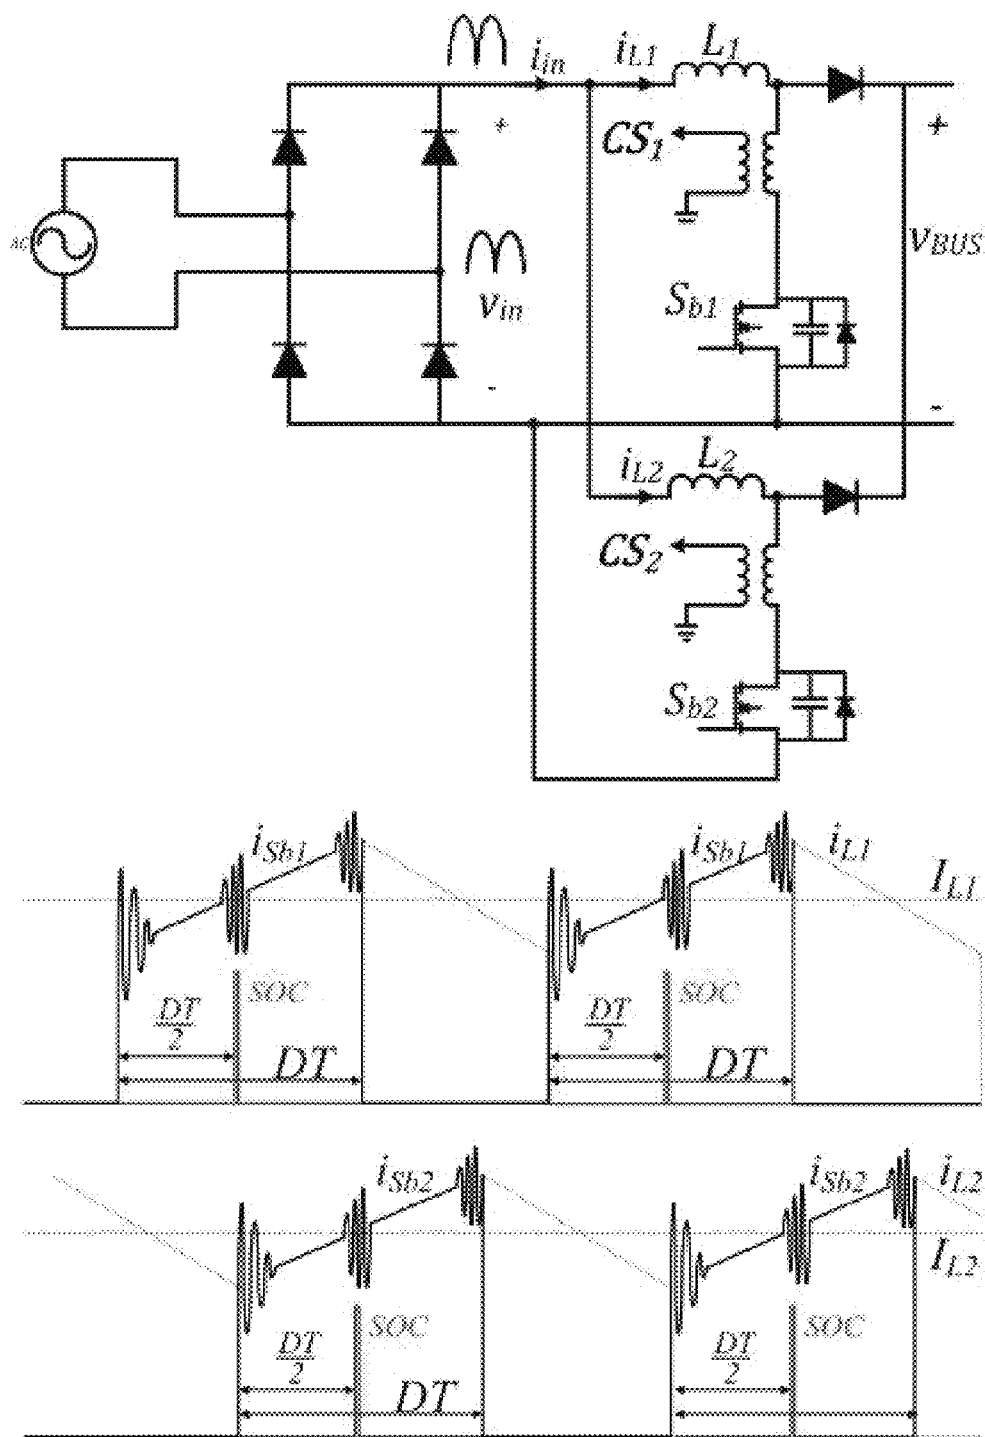 i_in i_L1 L_1
+ +
CS_1
AC
v_in v_BUS
S_b1
- -
i_L2 L_2
CS_2
S_b2
i_Sb1 i_Sb1 i_L1
I_L1
SOC SOC
DT/2 DT/2
DT DT
i_Sb2 i_Sb2 i_L2
I_L2
SOC SOC
DT/2 DT/2
DT